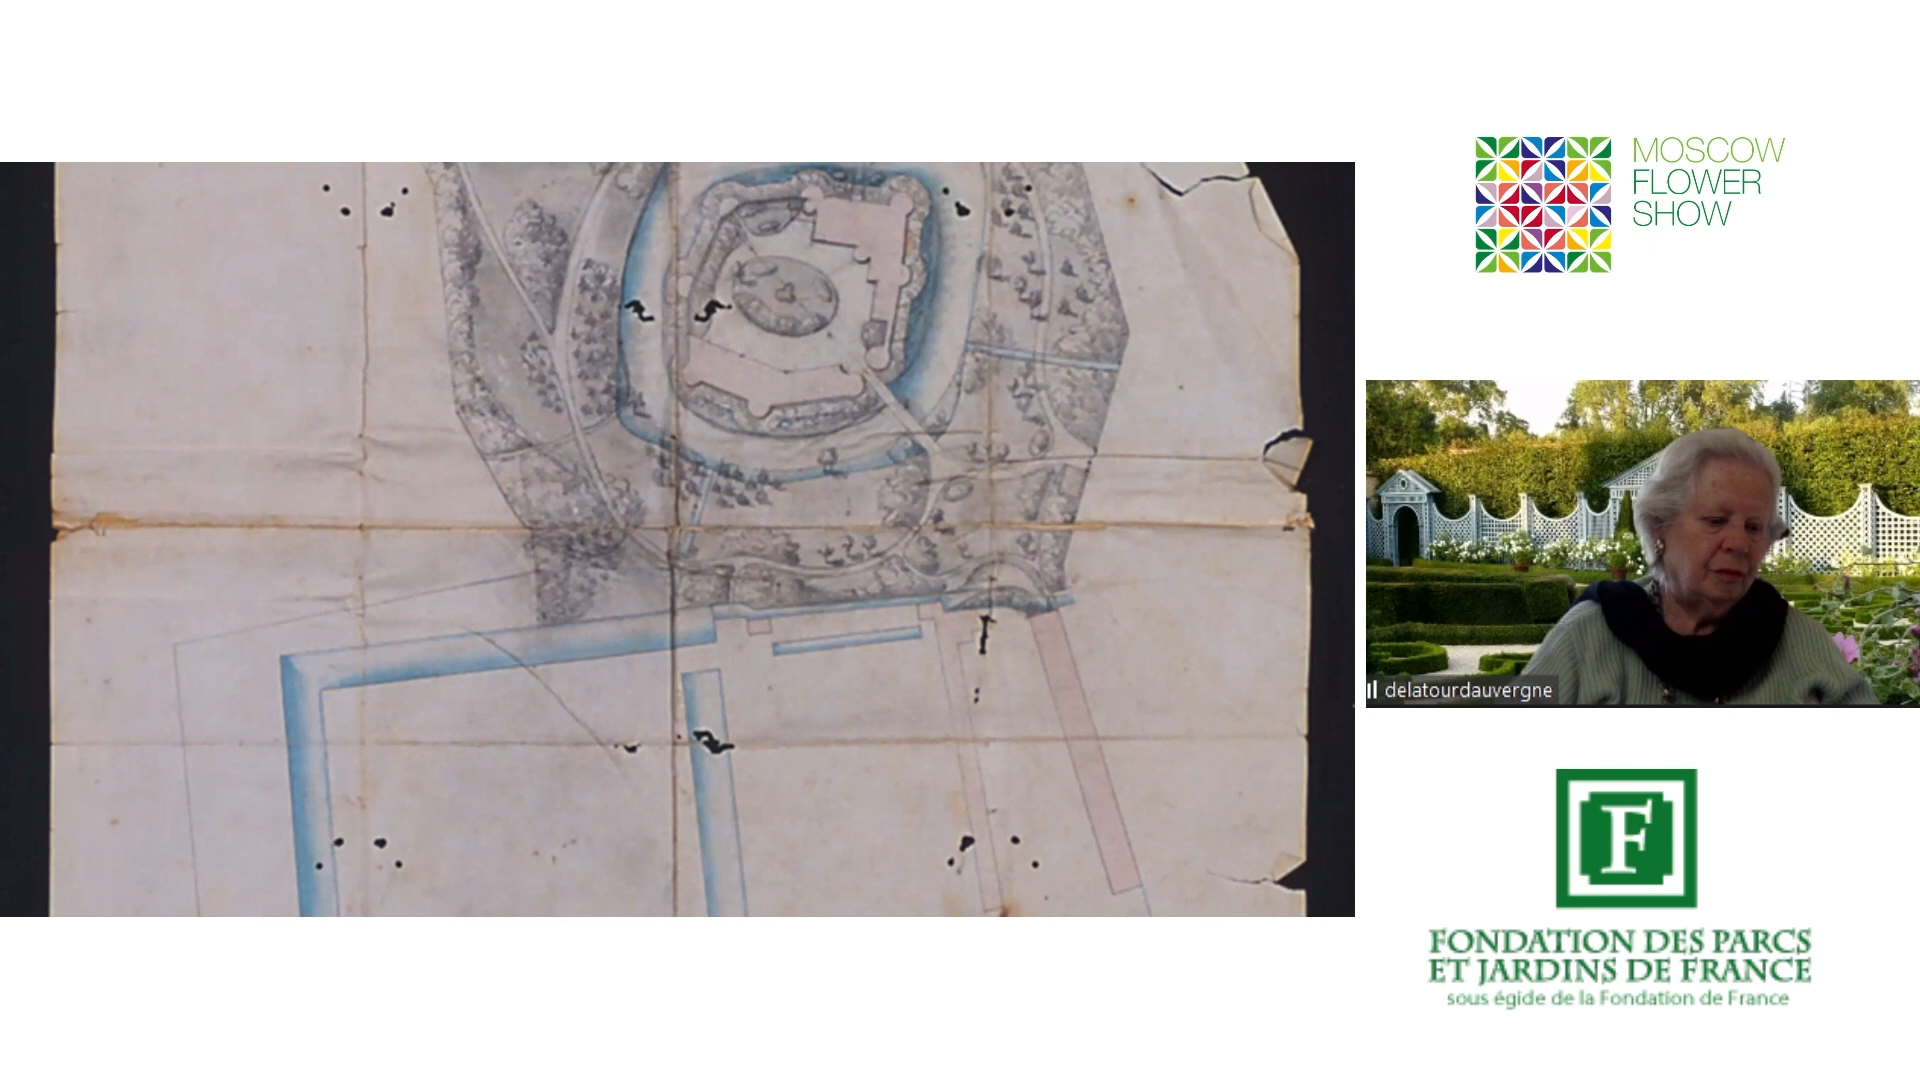 MOSCOW
FLOWER
SHOW
delatourdauvergne
F
FONDATION DES PARCS
ET JARDINS DE FRANCE
sous égide de la Fondation de France